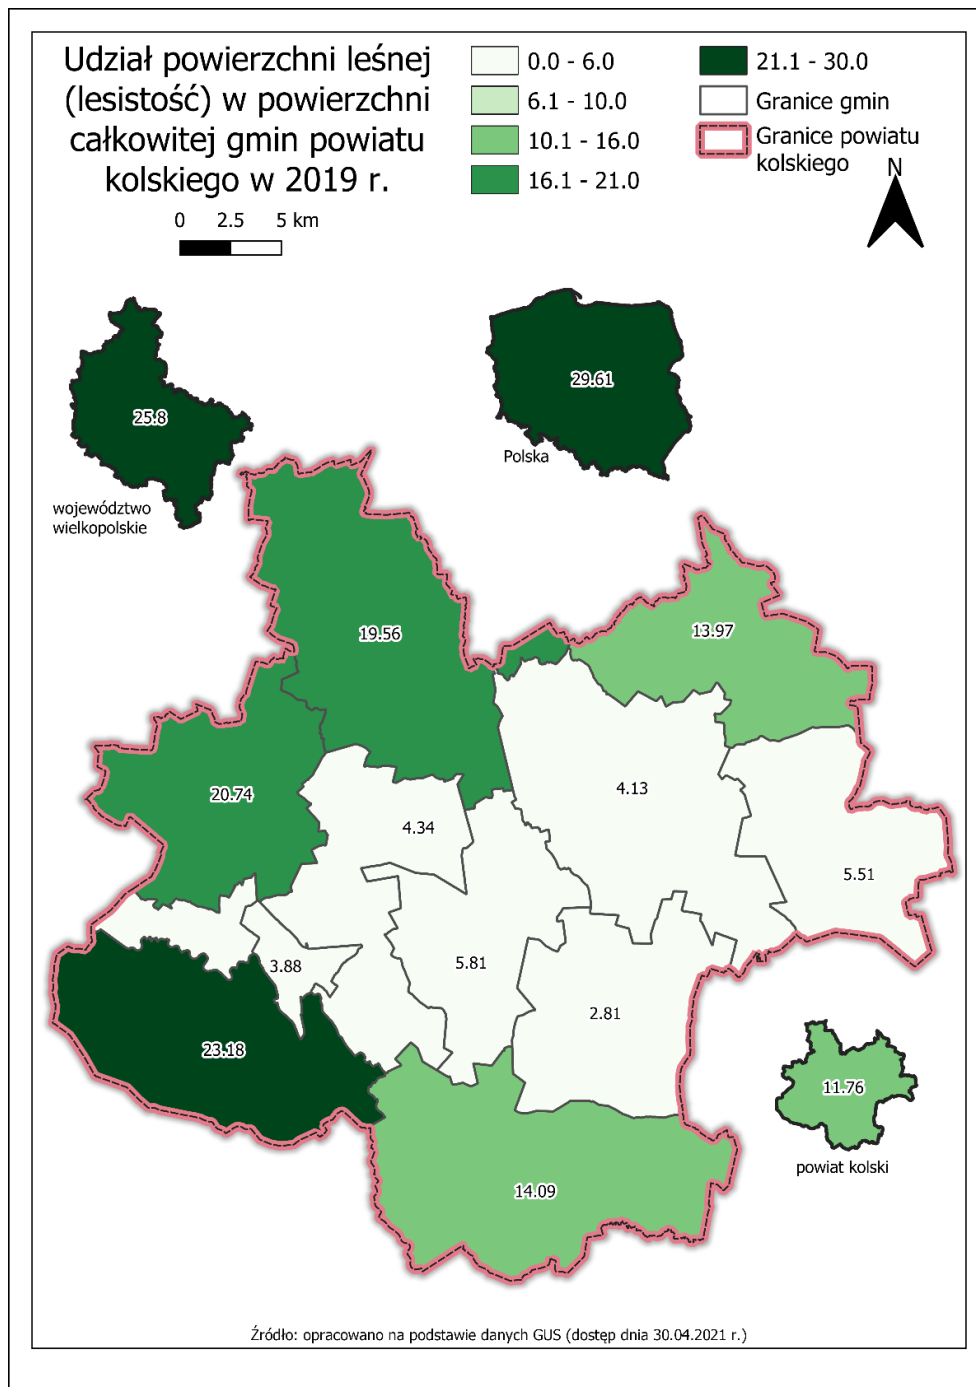 Udział powierzchni leśnej
(lesistość) w powierzchni
całkowitej gmin powiatu
kolskiego w 2019 r.
0 2.5 5 km
0.0 - 6.0
6.1 - 10.0
10.1 - 16.0
16.1 - 21.0
21.1 - 30.0
Granice gmin
Granice powiatu
kolskiego
N
25.8
województwo
wielkopolskie
29.61
Polska
19.56
13.97
20.74
4.13
4.34
5.51
3.88
5.81
2.81
23.18
11.76
powiat kolski
14.09
Źródło: opracowano na podstawie danych GUS (dostęp dnia 30.04.2021 r.)